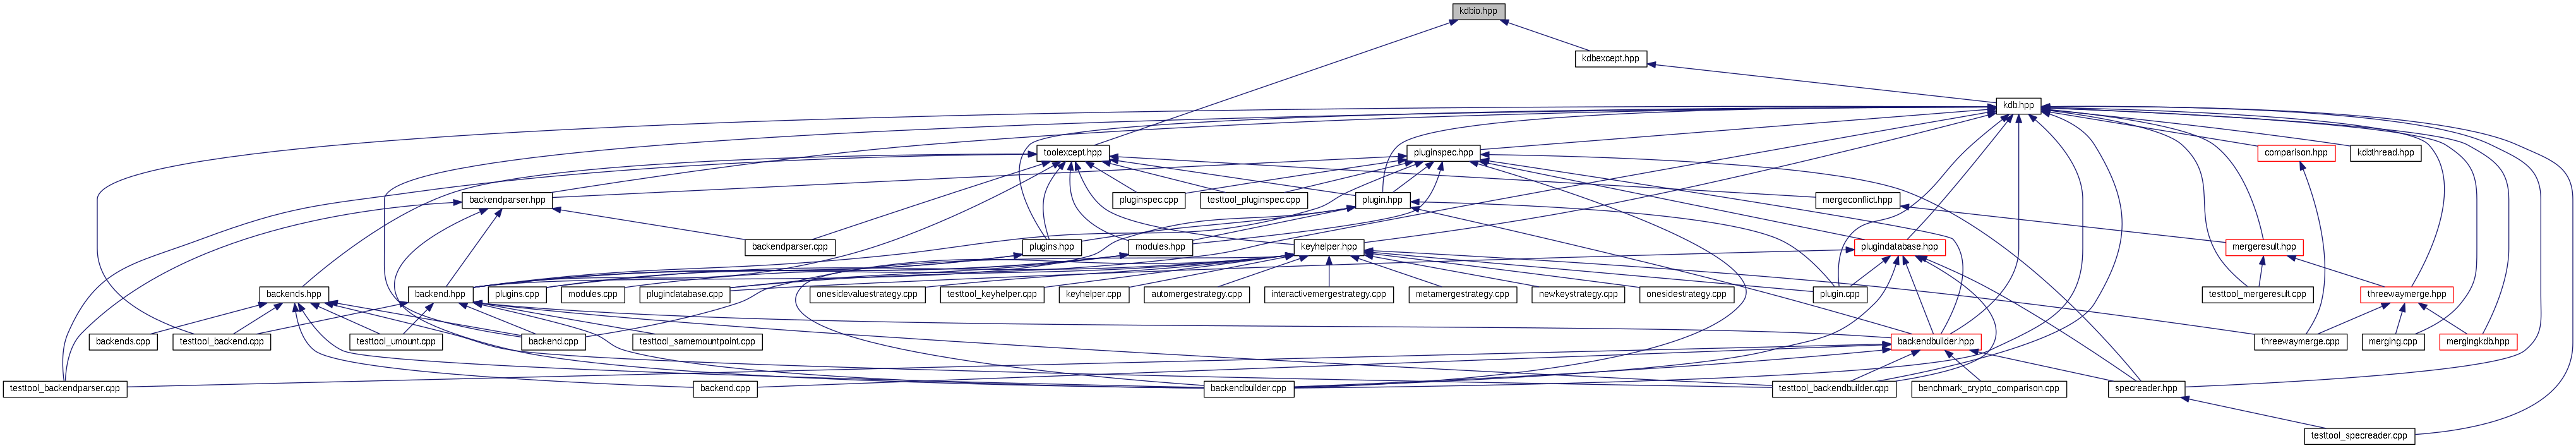 kdbio.hpp
kdbexcept.hpp
kdb.hpp
toolexcept.hpp
pluginspec.hpp
comparison.hpp
kdbthread.hpp
backendparser.hpp
pluginspec.cpp
testtool_pluginspec.cpp
plugin.hpp
mergeconflict.hpp
backendparser.cpp
plugins.hpp
modules.hpp
keyhelper.hpp
plugindatabase.hpp
mergeresult.hpp
backends.hpp
backend.hpp
plugins.cpp
modules.cpp
plugindatabase.cpp
onesidevaluestrategy.cpp
testtool_keyhelper.cpp
keyhelper.cpp
automergestrategy.cpp
interactivemergestrategy.cpp
metamergestrategy.cpp
newkeystrategy.cpp
onesidestrategy.cpp
plugin.cpp
testtool_mergeresult.cpp
threewaymerge.hpp
backends.cpp
testtool_backend.cpp
testtool_umount.cpp
backend.cpp
testtool_samemountpoint.cpp
backendbuilder.hpp
threewaymerge.cpp
merging.cpp
mergingkdb.hpp
testtool_backendparser.cpp
backend.cpp
backendbuilder.cpp
testtool_backendbuilder.cpp
benchmark_crypto_comparison.cpp
specreader.hpp
testtool_specreader.cpp